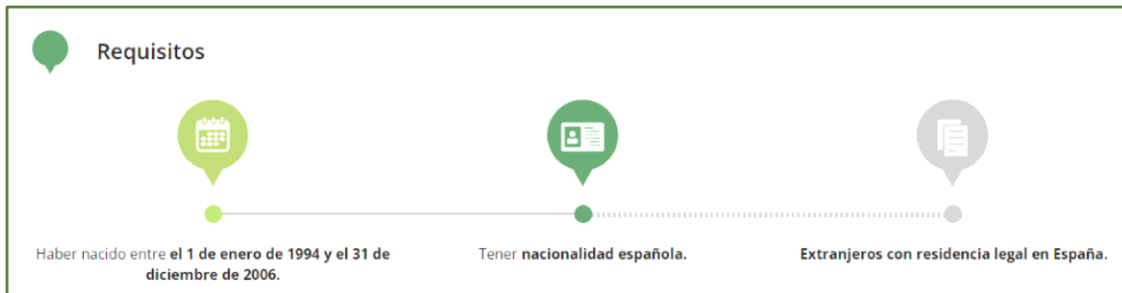 Requisitos
Haber nacido entre el 1 de enero de 1994 y el 31 de
diciembre de 2006.
Tener nacionalidad española.
Extranjeros con residencia legal en España.